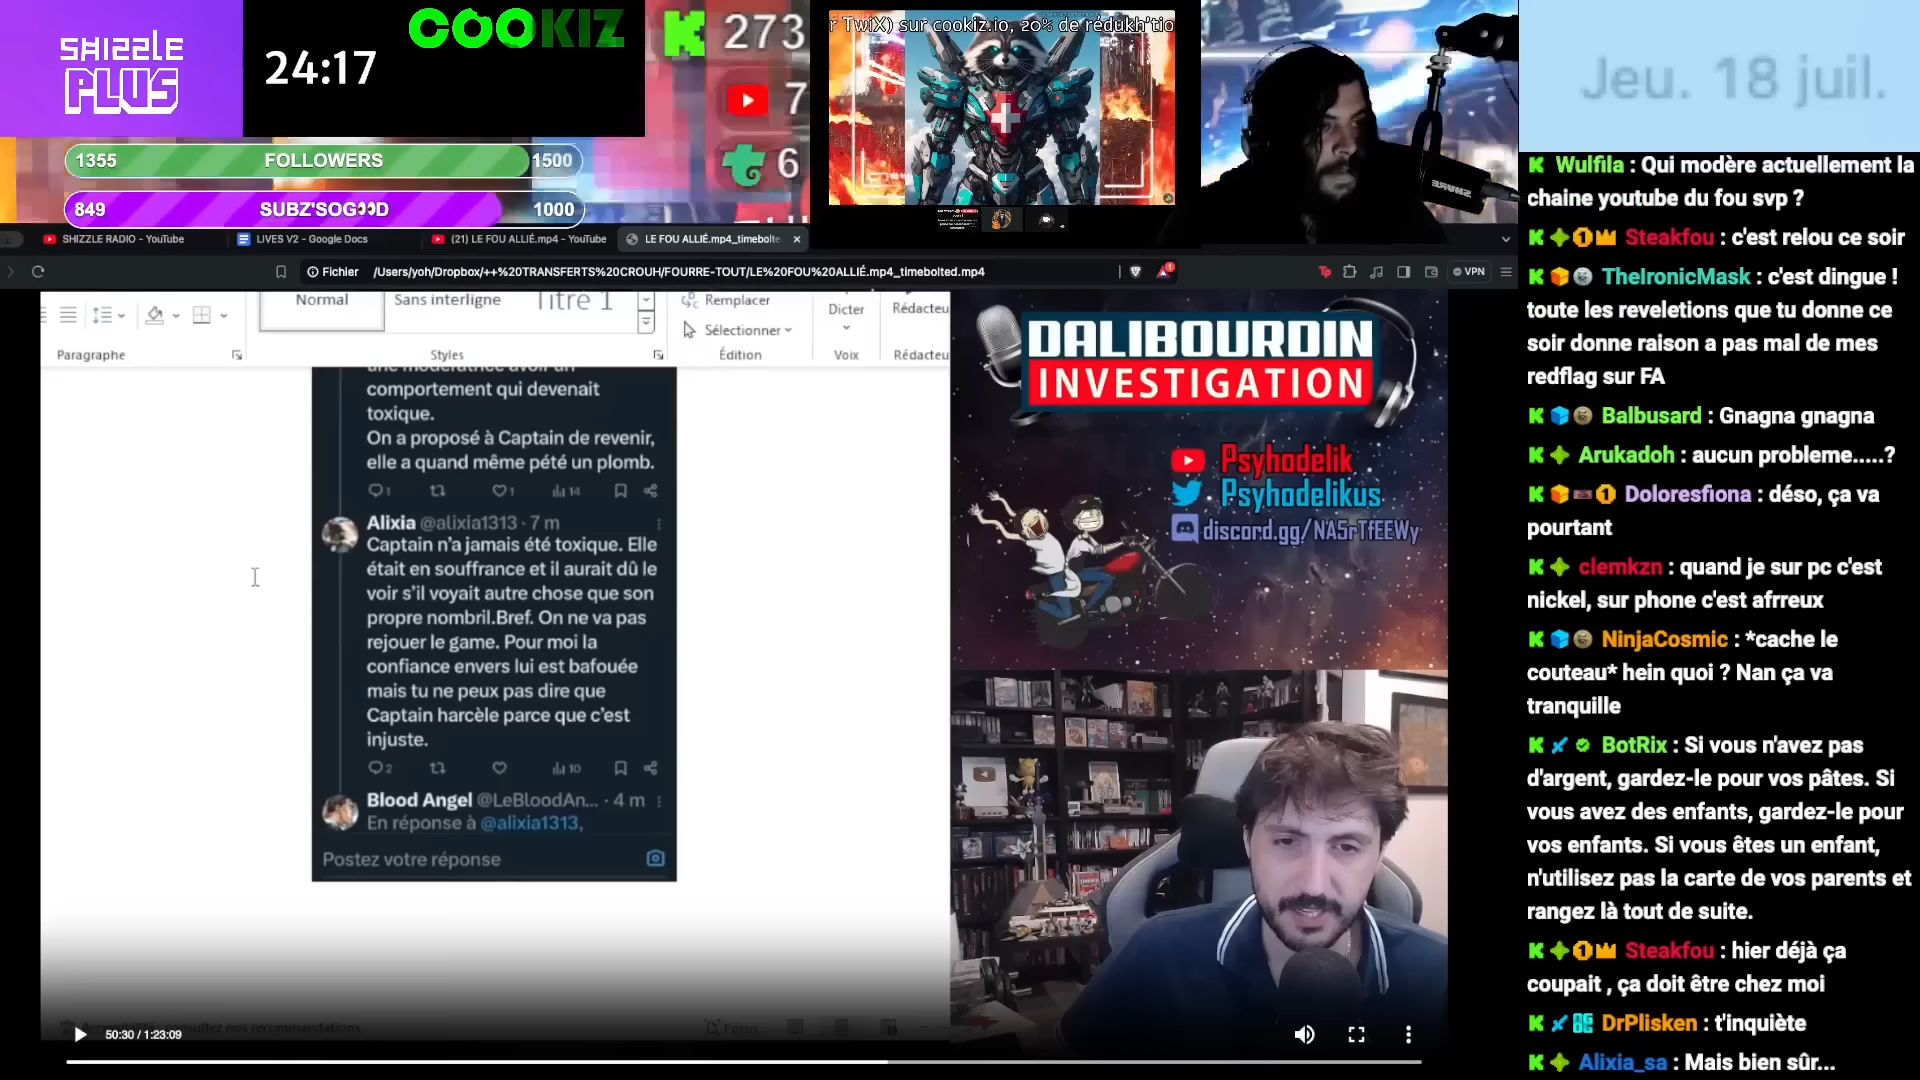 SHIZZLE
PLUS
24:17
COOKIZ
273
7
6
1355 FOLLOWERS 1500
849 SUBZ'SOG👀D 1000
r TwiX) sur cookiz.io, 20% de rédukh'tio
SHURE
Jeu. 18 juil.
SHIZZLE RADIO - YouTube
LIVES V2 - Google Docs
(21) LE FOU ALLIÉ.mp4 - YouTube
LE FOU ALLIÉ.mp4_timebolte
Fichier /Users/yoh/Dropbox/++%20TRANSFERTS%20CROUH/FOURRE-TOUT/LE%20FOU%20ALLIÉ.mp4_timebolted.mp4
1
VPN
Normal
Sans interligne
Titre 1
Remplacer
Sélectionner
Dicter
Rédacteu
Paragraphe
Styles
Édition
Voix
Rédacteu
une modératrice avoir un
comportement qui devenait
toxique.
On a proposé à Captain de revenir,
elle a quand même pété un plomb.
1 1 14
Alixia @alixia1313 · 7 m
Captain n'a jamais été toxique. Elle
était en souffrance et il aurait dû le
voir s'il voyait autre chose que son
propre nombril.Bref. On ne va pas
rejouer le game. Pour moi la
confiance envers lui est bafouée
mais tu ne peux pas dire que
Captain harcèle parce que c'est
injuste.
2 10
Blood Angel @LeBloodAn... · 4 m
En réponse à @alixia1313,
Postez votre réponse
consultez nos recommandations
Focus
50:30 / 1:23:09
DALIBOURDIN
INVESTIGATION
Psyhodelik
Psyhodelikus
discord.gg/NA5rTfEEWy
Wulfila : Qui modère actuellement la
chaine youtube du fou svp ?
Steakfou : c'est relou ce soir
TheIronicMask : c'est dingue !
toute les reveletions que tu donne ce
soir donne raison a pas mal de mes
redflag sur FA
Balbusard : Gnagna gnagna
Arukadoh : aucun probleme.....?
Doloresfiona : déso, ça va
pourtant
clemkzn : quand je sur pc c'est
nickel, sur phone c'est afrreux
NinjaCosmic : *cache le
couteau* hein quoi ? Nan ça va
tranquille
BotRix : Si vous n'avez pas
d'argent, gardez-le pour vos pâtes. Si
vous avez des enfants, gardez-le pour
vos enfants. Si vous êtes un enfant,
n'utilisez pas la carte de vos parents et
rangez là tout de suite.
Steakfou : hier déjà ça
coupait , ça doit être chez moi
DrPlisken : t'inquiète
Alixia_sa : Mais bien sûr...